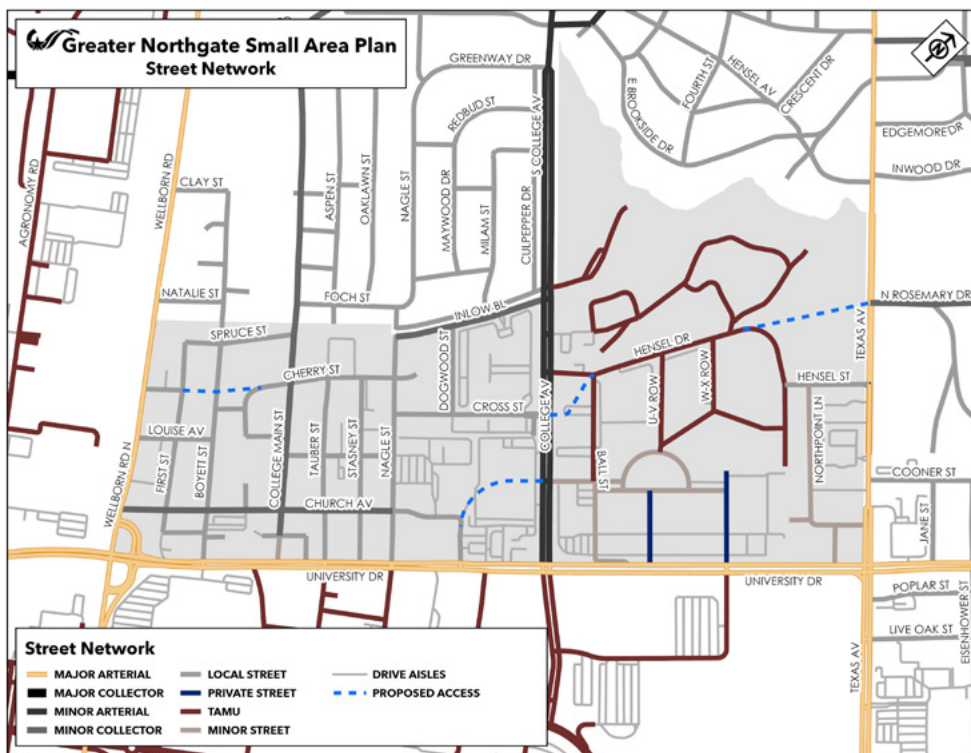 Greater Northgate Small Area Plan
Street Network
N
GREENWAY DR
REDBUD ST
S COLLEGE AV
E BROOKSIDE DR
FOURTH ST
HENSEL AV
CRESCENT DR
EDGEMORE DR
INWOOD DR
AGRONOMY RD
WELLBORN RD
CLAY ST
ASPEN ST
OAKLAWN ST
NAGLE ST
MAYWOOD DR
MILAM ST
CULPEPPER DR
NATALIE ST
FOCH ST
INLOW BL
N ROSEMARY DR
TEXAS AV
SPRUCE ST
CHERRY ST
DOGWOOD ST
HENSEL DR
U-V ROW
W-X ROW
HENSEL ST
CROSS ST
COLLEGE AV
NORTHPOINT LN
LOUISE AV
FIRST ST
BOYETT ST
COLLEGE MAIN ST
TAUBER ST
STASNEY ST
NAGLE ST
BALL ST
COONER ST
WELLBORN RD N
CHURCH AV
JANE ST
UNIVERSITY DR
UNIVERSITY DR
POPLAR ST
LIVE OAK ST
EISENHOWER ST
TEXAS AV
Street Network
MAJOR ARTERIAL
MAJOR COLLECTOR
MINOR ARTERIAL
MINOR COLLECTOR
LOCAL STREET
PRIVATE STREET
TAMU
MINOR STREET
DRIVE AISLES
PROPOSED ACCESS